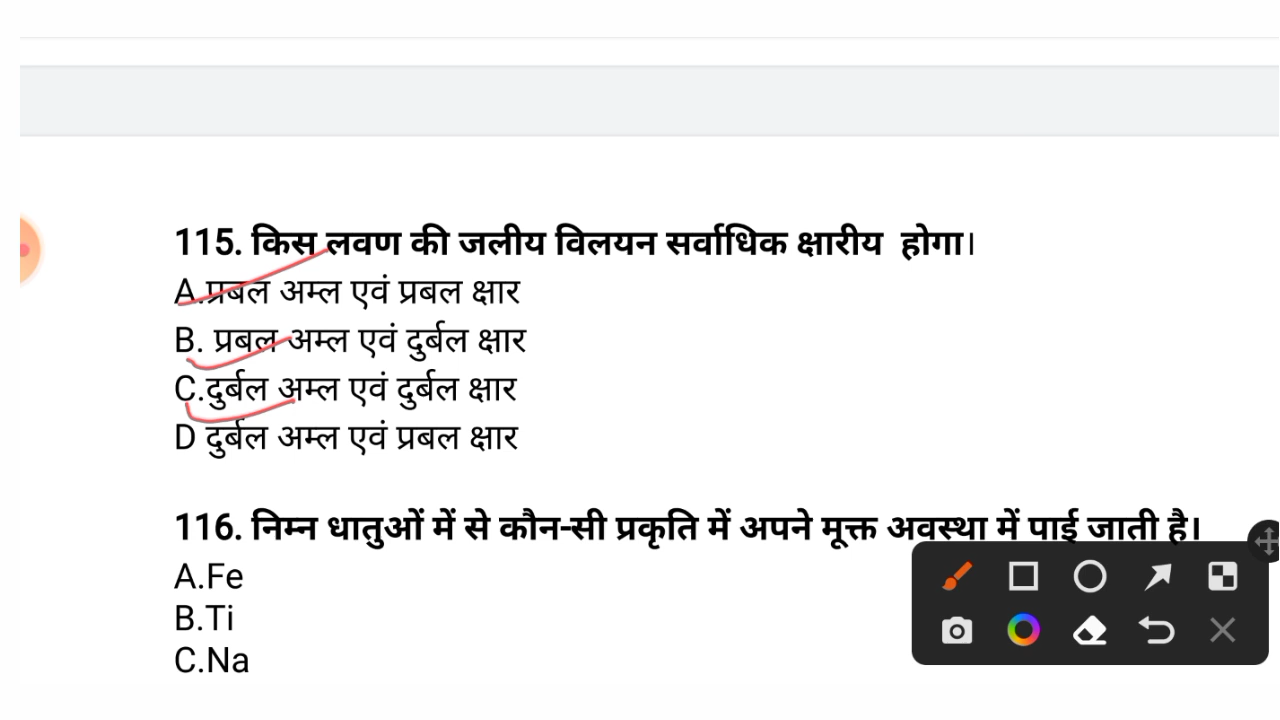 115. किस लवण की जलीय विलयन सर्वाधिक क्षारीय होगा।
A.प्रबल अम्ल एवं प्रबल क्षार
B. प्रबल अम्ल एवं दुर्बल क्षार
C.दुर्बल अम्ल एवं दुर्बल क्षार
D दुर्बल अम्ल एवं प्रबल क्षार
116. निम्न धातुओं में से कौन-सी प्रकृति में अपने मूक्त अवस्था में पाई जाती है।
A.Fe
B.Ti
C.Na